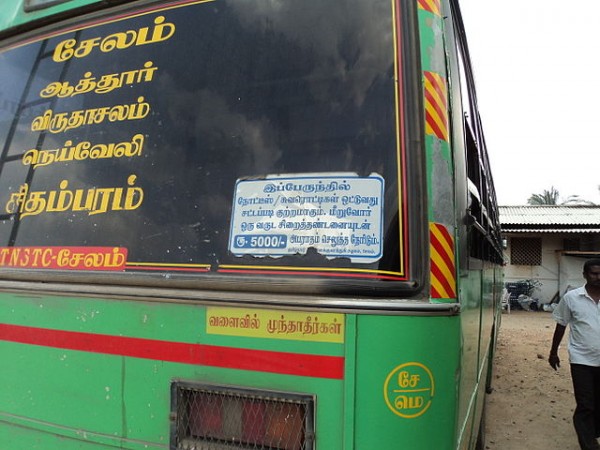 சேலம்
ஆத்தூர்
விருதாசலம்
நெய்வேலி
சிதம்பரம்
TNSTC-சேலம்
இப்பேருந்தில்
நோட்டீஸ்/சுவரொட்டிகள் ஒட்டுவது
சட்டப்படி குற்றமாகும். மீறுவோர்
ஒரு வருட சிறைத்தண்டனையுடன்
ரூ 5000/- அபராதம் செலுத்த நேரிடும்.
வளைவில் முந்தாதீர்கள்
சே
மெ